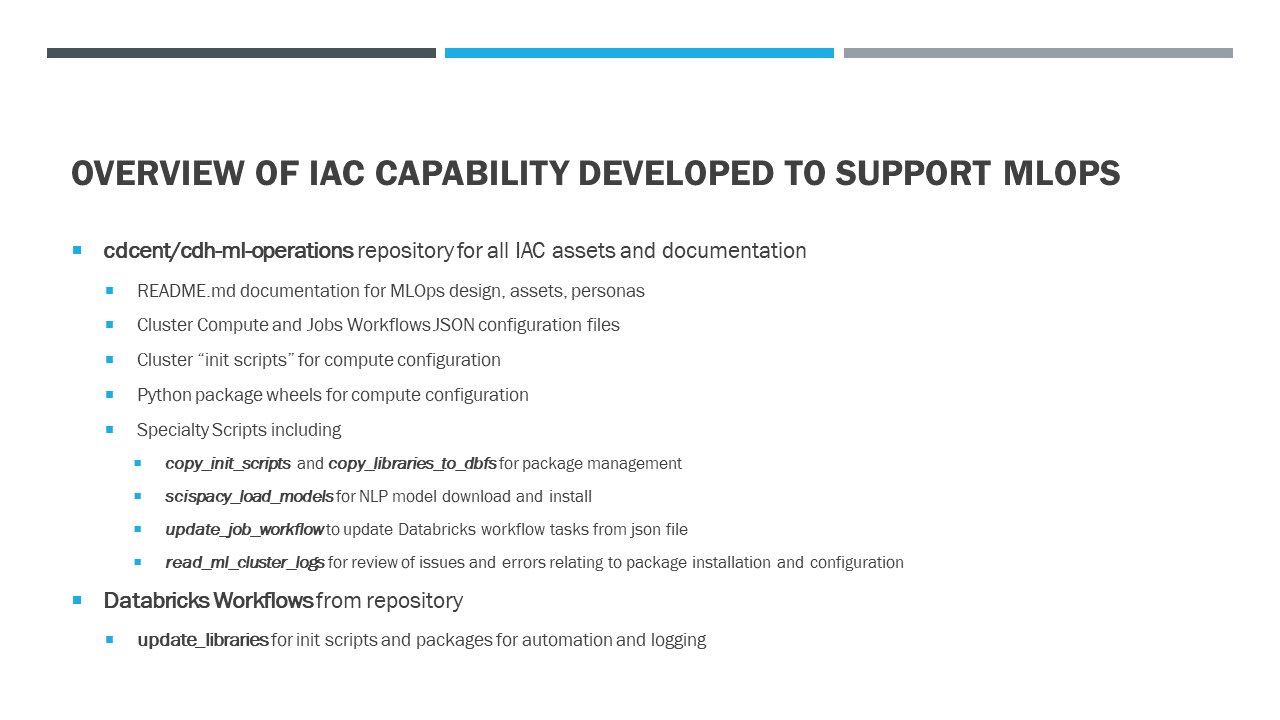 OVERVIEW OF IAC CAPABILITY DEVELOPED TO SUPPORT MLOPS
cdcent/cdh-ml-operations repository for all IAC assets and documentation
README.md documentation for MLOps design, assets, personas
Cluster Compute and Jobs Workflows JSON configuration files
Cluster “init scripts” for compute configuration
Python package wheels for compute configuration
Specialty Scripts including
copy_init_scripts and copy_libraries_to_dbfs for package management
scispacy_load_models for NLP model download and install
update_job_workflow to update Databricks workflow tasks from json file
read_ml_cluster_logs for review of issues and errors relating to package installation and configuration
Databricks Workflows from repository
update_libraries for init scripts and packages for automation and logging